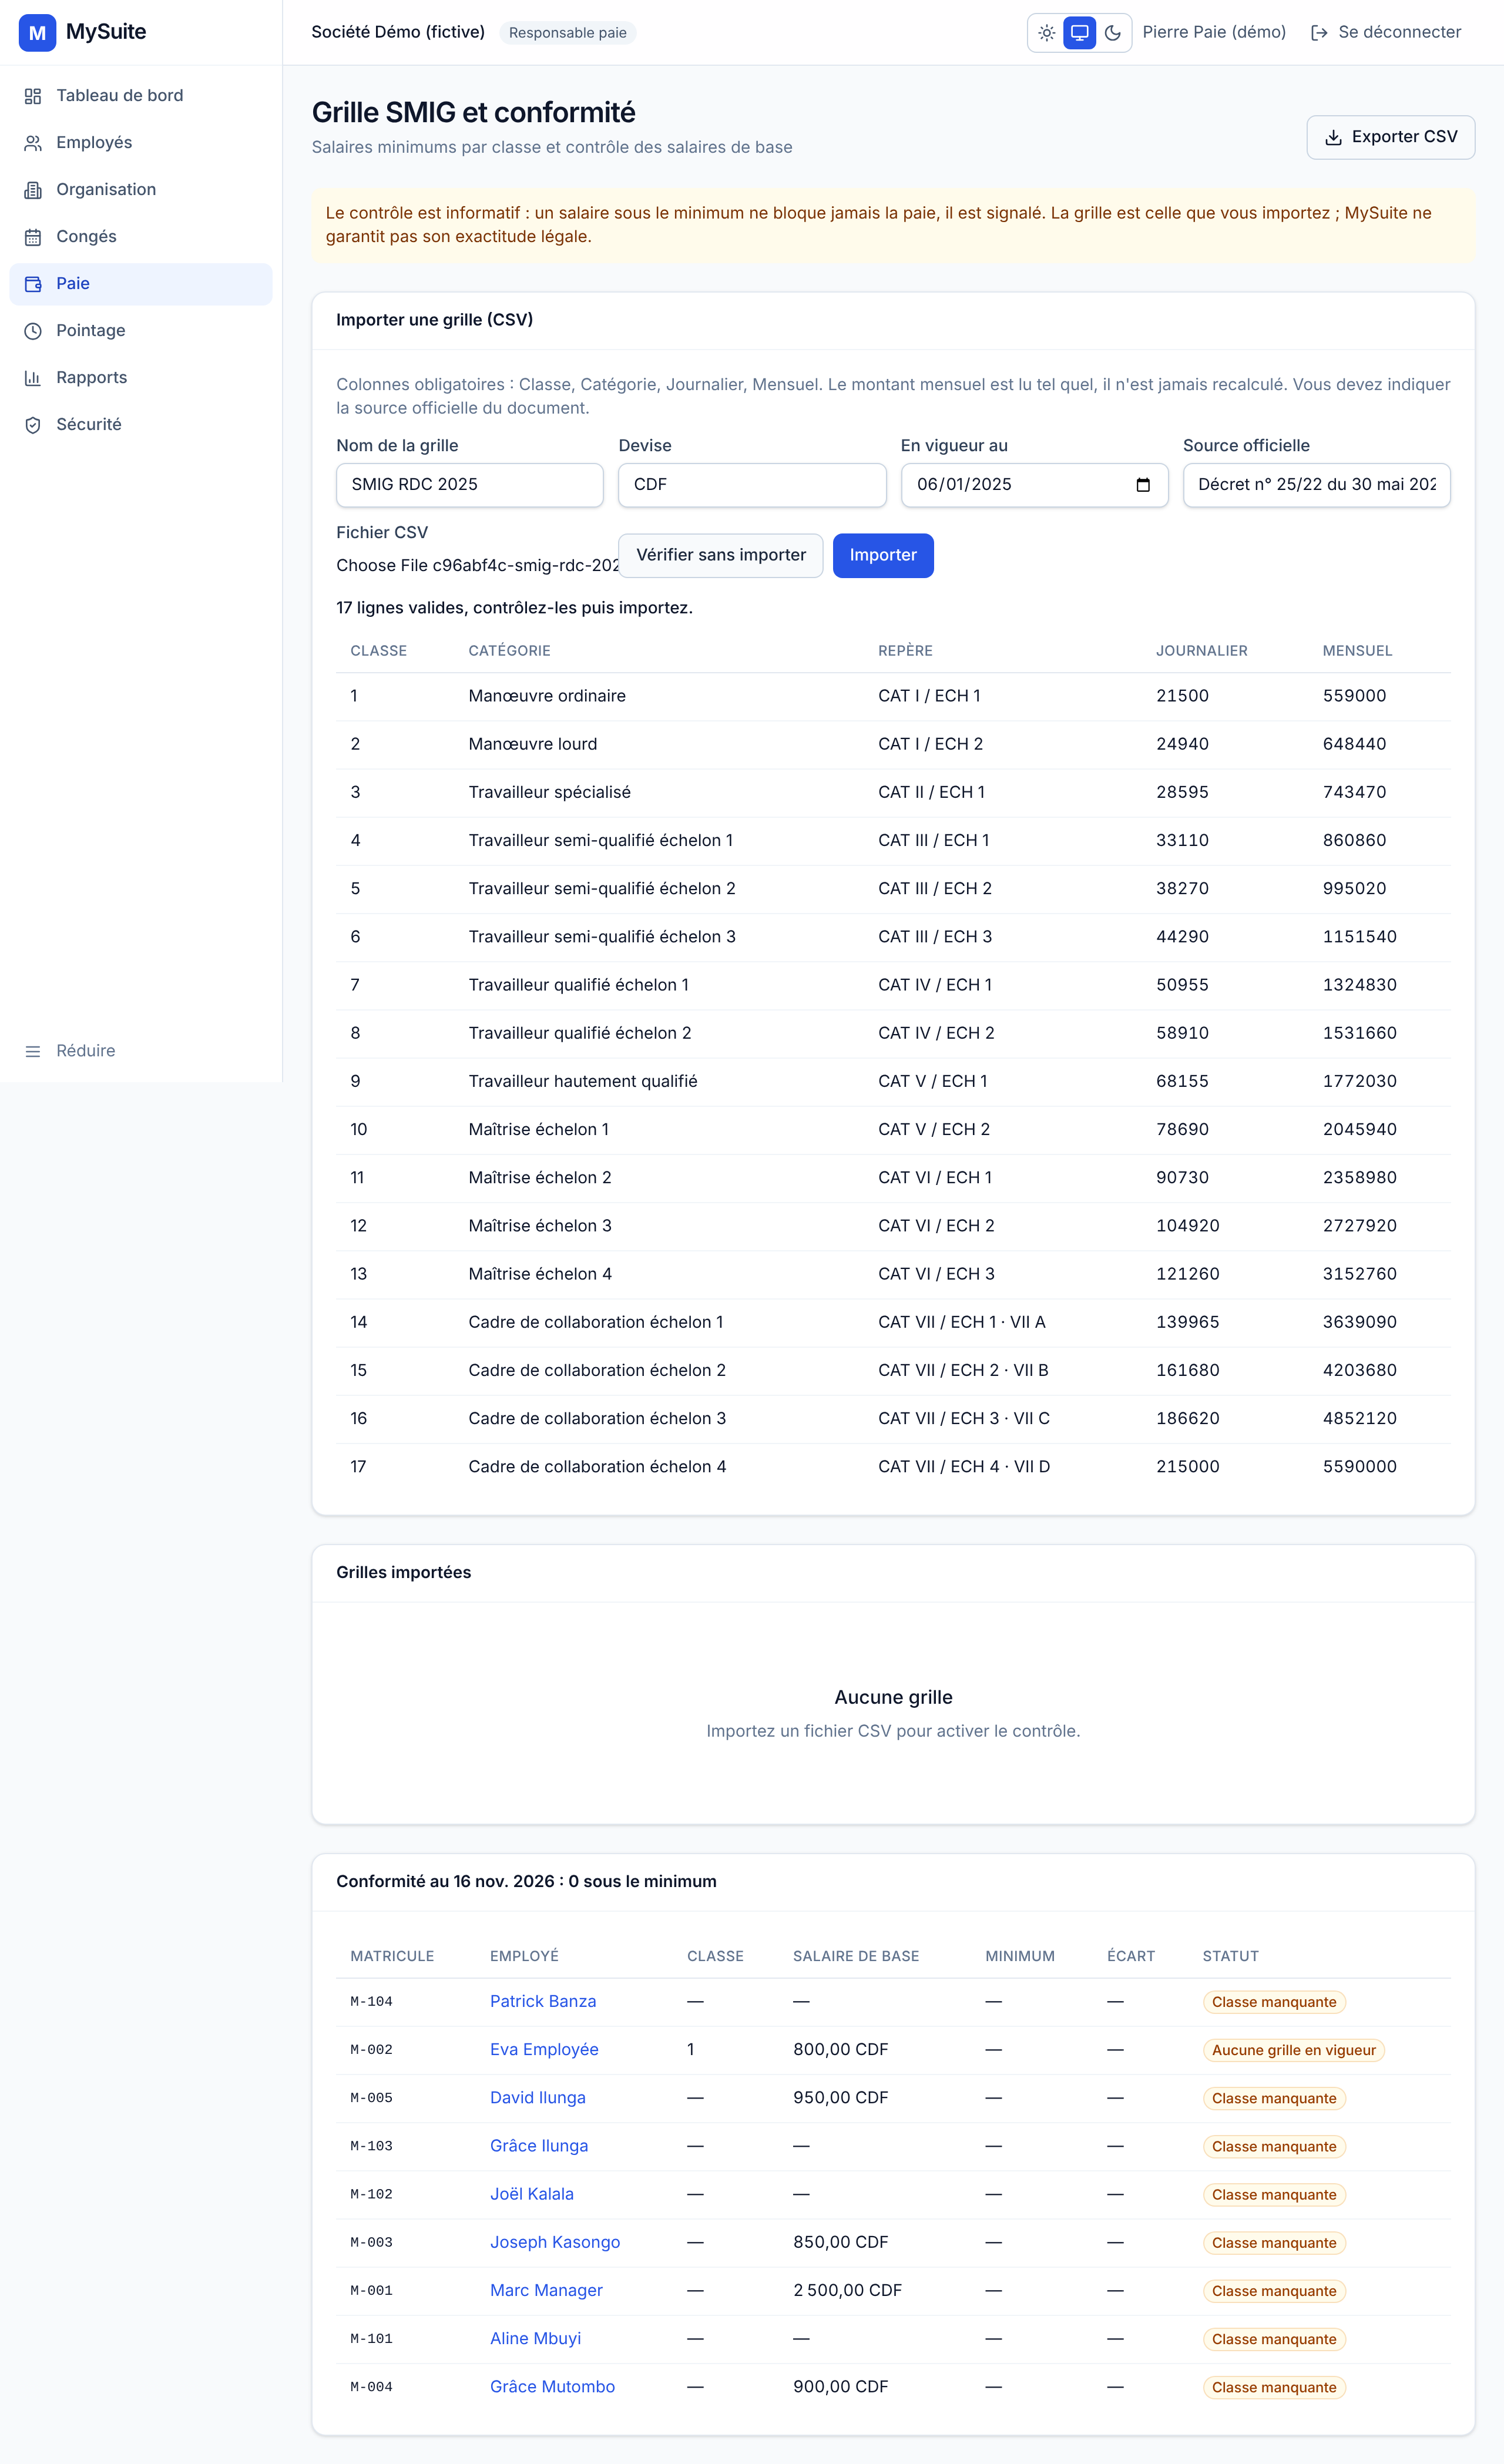 M MySuite
Société Démo (fictive) Responsable paie Pierre Paie (démo) Se déconnecter
Tableau de bord
Employés
Organisation
Congés
Paie
Pointage
Rapports
Sécurité
Réduire
Grille SMIG et conformité
Salaires minimums par classe et contrôle des salaires de base
Exporter CSV
Le contrôle est informatif : un salaire sous le minimum ne bloque jamais la paie, il est signalé. La grille est celle que vous importez ; MySuite ne
garantit pas son exactitude légale.
Importer une grille (CSV)
Colonnes obligatoires : Classe, Catégorie, Journalier, Mensuel. Le montant mensuel est lu tel quel, il n'est jamais recalculé. Vous devez indiquer
la source officielle du document.
Nom de la grille Devise En vigueur au Source officielle
SMIG RDC 2025 CDF 06/01/2025 Décret n° 25/22 du 30 mai 202
Fichier CSV
Choose File c96abf4c-smig-rdc-202 Vérifier sans importer Importer
17 lignes valides, contrôlez-les puis importez.
CLASSE CATÉGORIE REPÈRE JOURNALIER MENSUEL
1 Manœuvre ordinaire CAT I / ECH 1 21500 559000
2 Manœuvre lourd CAT I / ECH 2 24940 648440
3 Travailleur spécialisé CAT II / ECH 1 28595 743470
4 Travailleur semi-qualifié échelon 1 CAT III / ECH 1 33110 860860
5 Travailleur semi-qualifié échelon 2 CAT III / ECH 2 38270 995020
6 Travailleur semi-qualifié échelon 3 CAT III / ECH 3 44290 1151540
7 Travailleur qualifié échelon 1 CAT IV / ECH 1 50955 1324830
8 Travailleur qualifié échelon 2 CAT IV / ECH 2 58910 1531660
9 Travailleur hautement qualifié CAT V / ECH 1 68155 1772030
10 Maîtrise échelon 1 CAT V / ECH 2 78690 2045940
11 Maîtrise échelon 2 CAT VI / ECH 1 90730 2358980
12 Maîtrise échelon 3 CAT VI / ECH 2 104920 2727920
13 Maîtrise échelon 4 CAT VI / ECH 3 121260 3152760
14 Cadre de collaboration échelon 1 CAT VII / ECH 1 · VII A 139965 3639090
15 Cadre de collaboration échelon 2 CAT VII / ECH 2 · VII B 161680 4203680
16 Cadre de collaboration échelon 3 CAT VII / ECH 3 · VII C 186620 4852120
17 Cadre de collaboration échelon 4 CAT VII / ECH 4 · VII D 215000 5590000
Grilles importées
Aucune grille
Importez un fichier CSV pour activer le contrôle.
Conformité au 16 nov. 2026 : 0 sous le minimum
MATRICULE EMPLOYÉ CLASSE SALAIRE DE BASE MINIMUM ÉCART STATUT
M-104 Patrick Banza — — — — Classe manquante
M-002 Eva Employée 1 800,00 CDF — — Aucune grille en vigueur
M-005 David Ilunga — 950,00 CDF — — Classe manquante
M-103 Grâce Ilunga — — — — Classe manquante
M-102 Joël Kalala — — — — Classe manquante
M-003 Joseph Kasongo — 850,00 CDF — — Classe manquante
M-001 Marc Manager — 2 500,00 CDF — — Classe manquante
M-101 Aline Mbuyi — — — — Classe manquante
M-004 Grâce Mutombo — 900,00 CDF — — Classe manquante